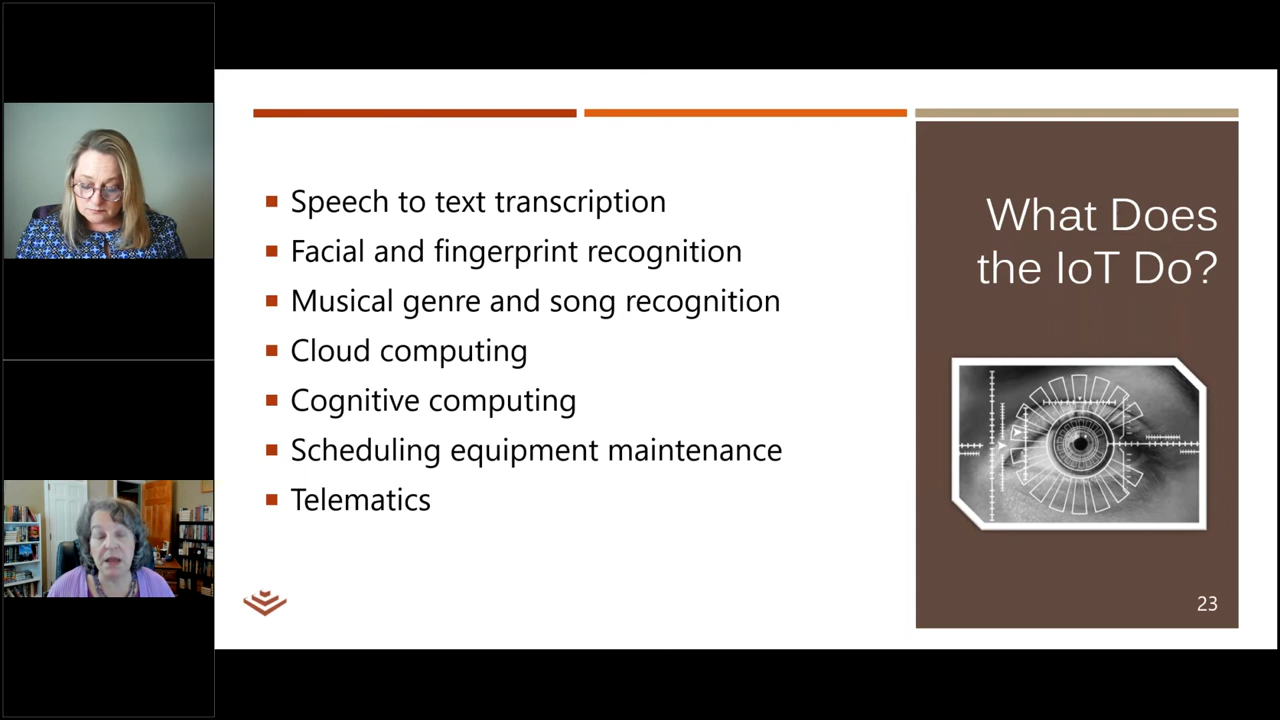 Speech to text transcription
Facial and fingerprint recognition
Musical genre and song recognition
Cloud computing
Cognitive computing
Scheduling equipment maintenance
Telematics
What Does
the IoT Do?
23